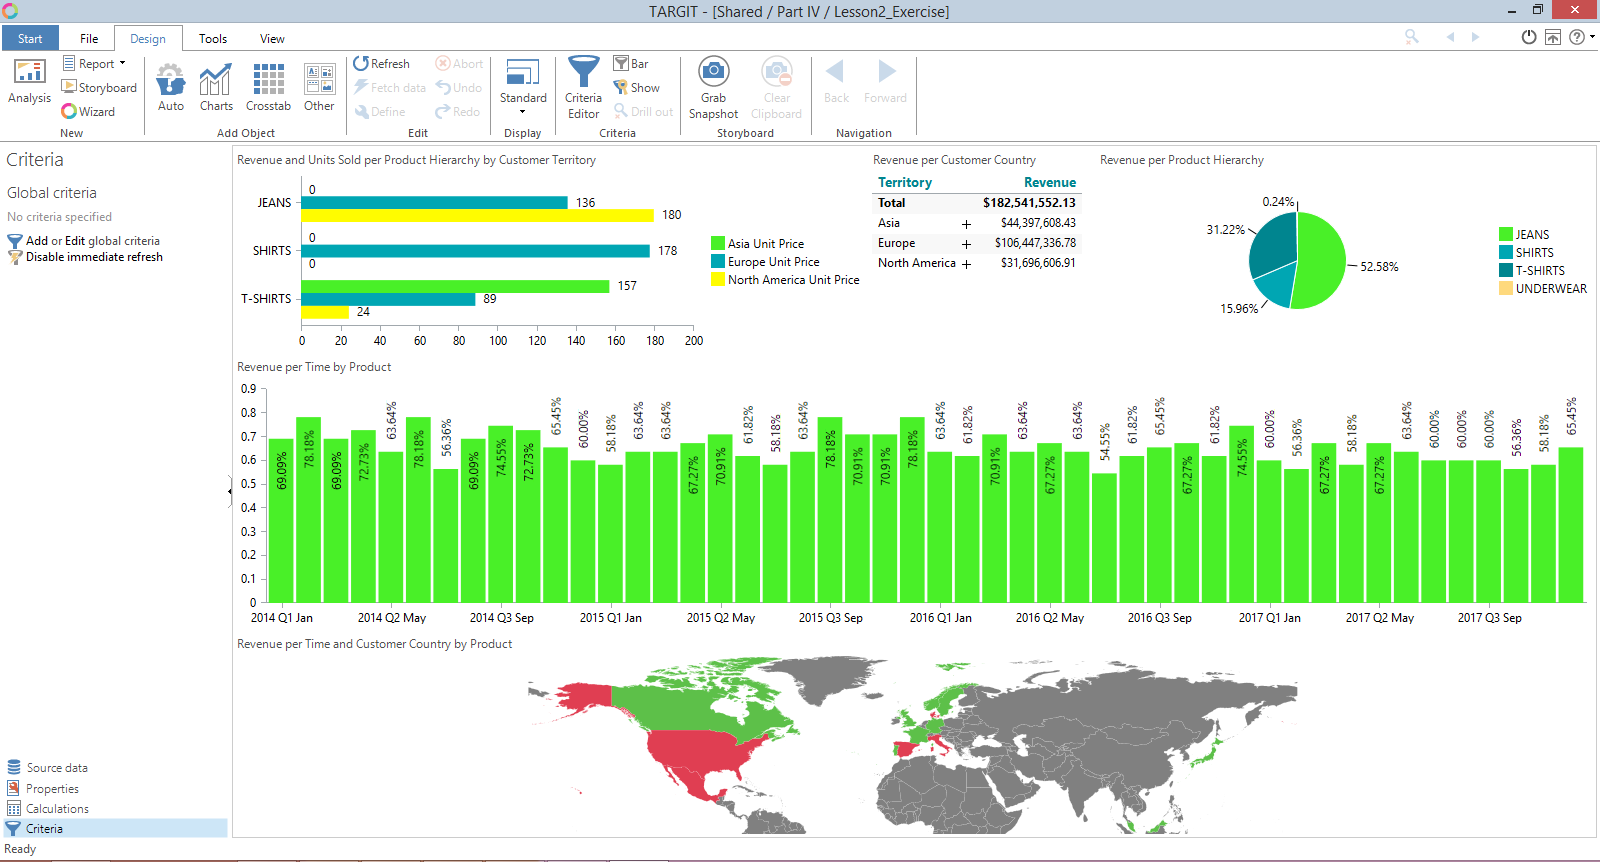 TARGIT - [Shared / Part IV / Lesson2_Exercise]
Start File Design Tools View
Analysis
Report
Storyboard
Wizard
New
Auto
Charts
Crosstab
Other
Add Object
Refresh
Fetch data
Define
Abort
Undo
Redo
Edit
Standard
Display
Criteria
Editor
Bar
Show
Drill out
Criteria
Grab
Snapshot
Clear
Clipboard
Storyboard
Back
Forward
Navigation
Criteria
Global criteria
No criteria specified
Add or Edit global criteria
Disable immediate refresh
Source data
Properties
Calculations
Criteria
Ready
Revenue and Units Sold per Product Hierarchy by Customer Territory
JEANS
0
136
180
SHIRTS
0
178
0
T-SHIRTS
157
89
24
0 20 40 60 80 100 120 140 160 180 200
Asia Unit Price
Europe Unit Price
North America Unit Price
Revenue per Customer Country
Territory Revenue
Total $182,541,552.13
Asia + $44,397,608.43
Europe + $106,447,336.78
North America + $31,696,606.91
Revenue per Product Hierarchy
0.24%
31.22%
52.58%
15.96%
JEANS
SHIRTS
T-SHIRTS
UNDERWEAR
Revenue per Time by Product
0.9
0.8
0.7
0.6
0.5
0.4
0.3
0.2
0.1
0
69.09% 78.18% 69.09% 72.73% 63.64% 78.18% 56.36% 69.09% 74.55% 72.73% 65.45% 60.00% 58.18% 63.64% 63.64% 67.27% 70.91% 61.82% 58.18% 63.64% 78.18% 70.91% 70.91% 78.18% 63.64% 61.82% 70.91% 63.64% 67.27% 63.64% 54.55% 61.82% 65.45% 67.27% 61.82% 74.55% 60.00% 56.36% 67.27% 58.18% 67.27% 63.64% 60.00% 60.00% 60.00% 56.36% 58.18% 65.45%
2014 Q1 Jan 2014 Q2 May 2014 Q3 Sep 2015 Q1 Jan 2015 Q2 May 2015 Q3 Sep 2016 Q1 Jan 2016 Q2 May 2016 Q3 Sep 2017 Q1 Jan 2017 Q2 May 2017 Q3 Sep
Revenue per Time and Customer Country by Product